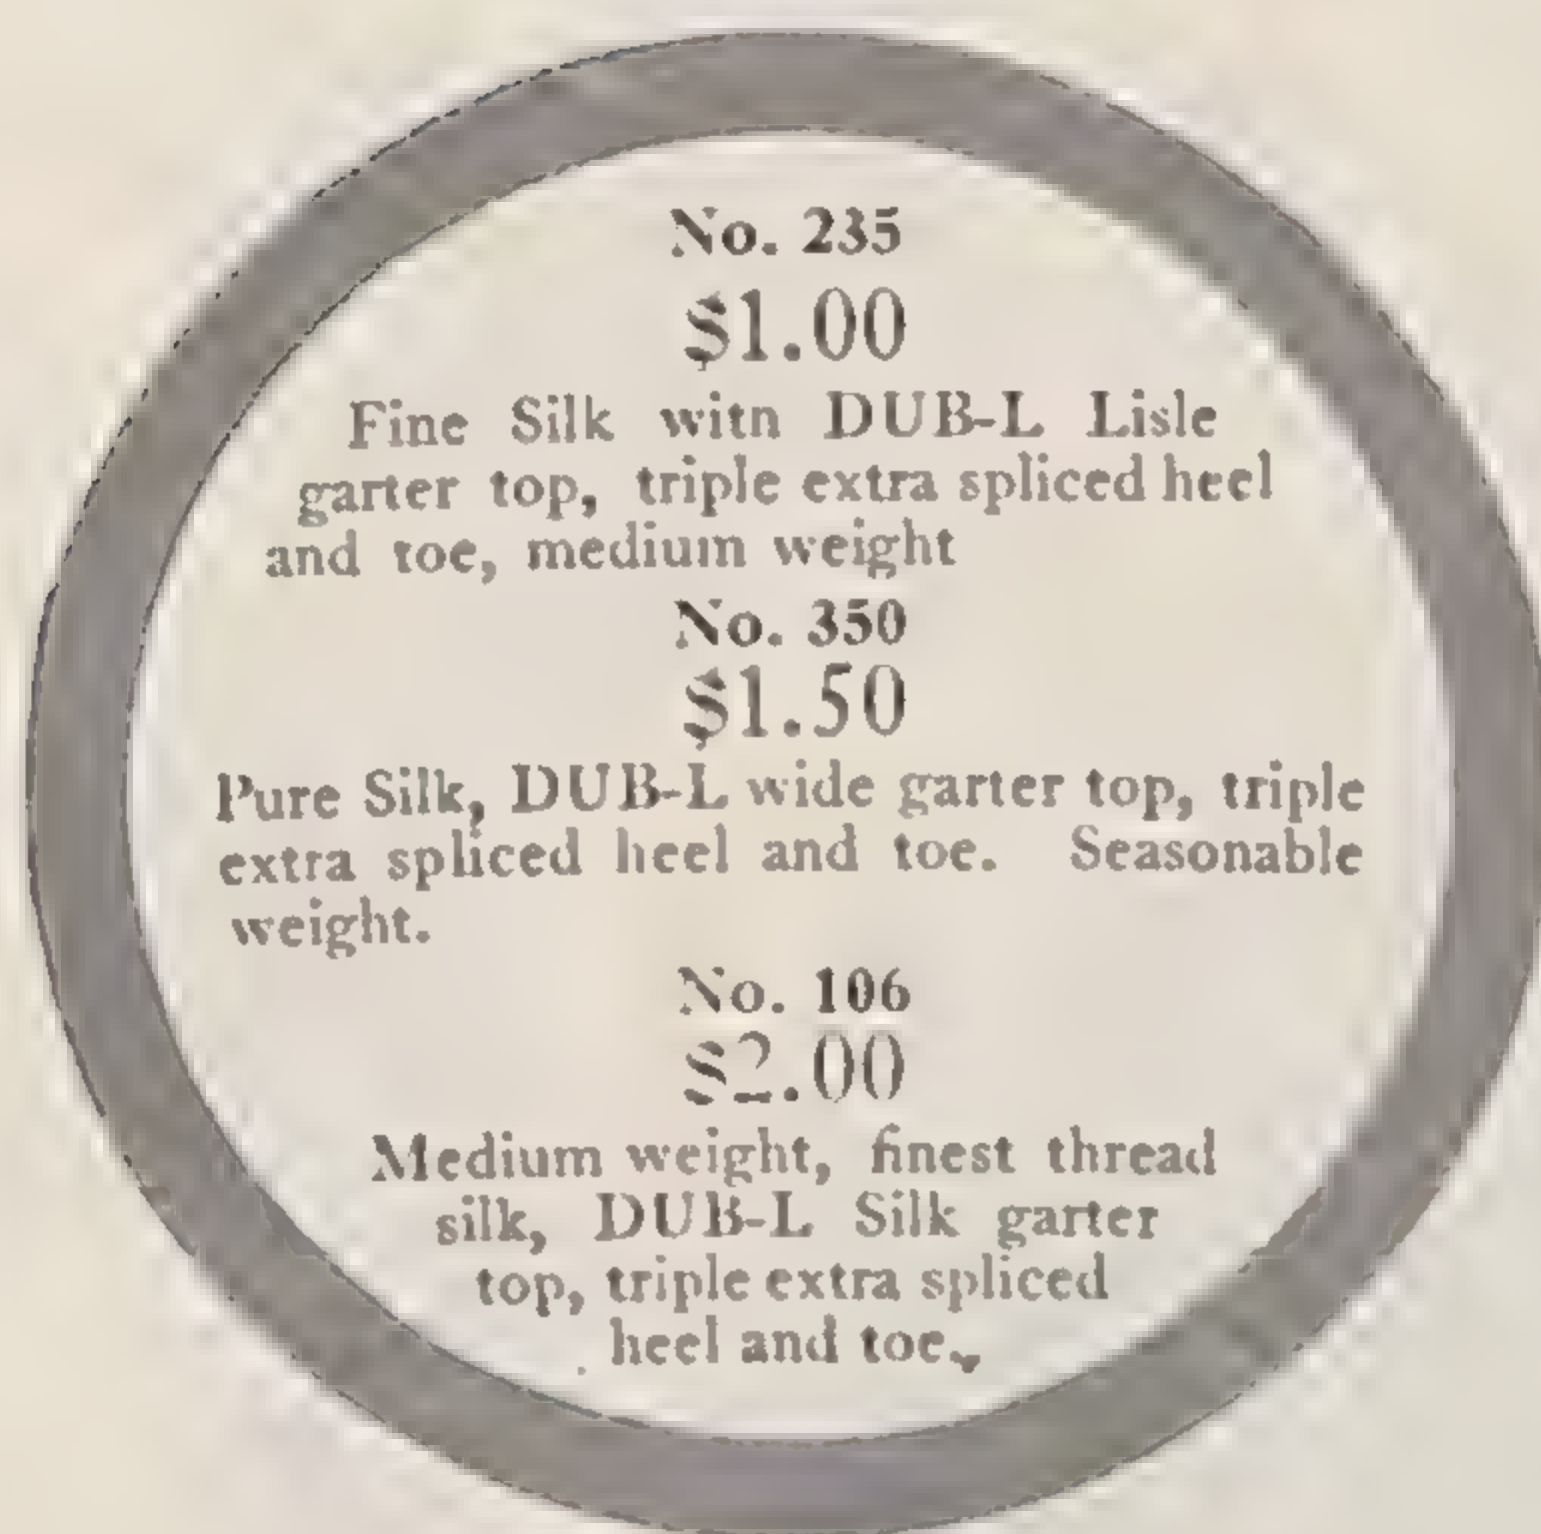 No. 235
$1.00
Fine Silk with DUB-L Lisle
garter top, triple extra spliced heel
and toe, medium weight
No. 350
$1.50
Pure Silk, DUB-L wide garter top, triple
extra spliced heel and toe. Seasonable
weight.
No. 106
$2.00
Medium weight, finest thread
silk, DUB-L Silk garter
top, triple extra spliced
heel and toe.